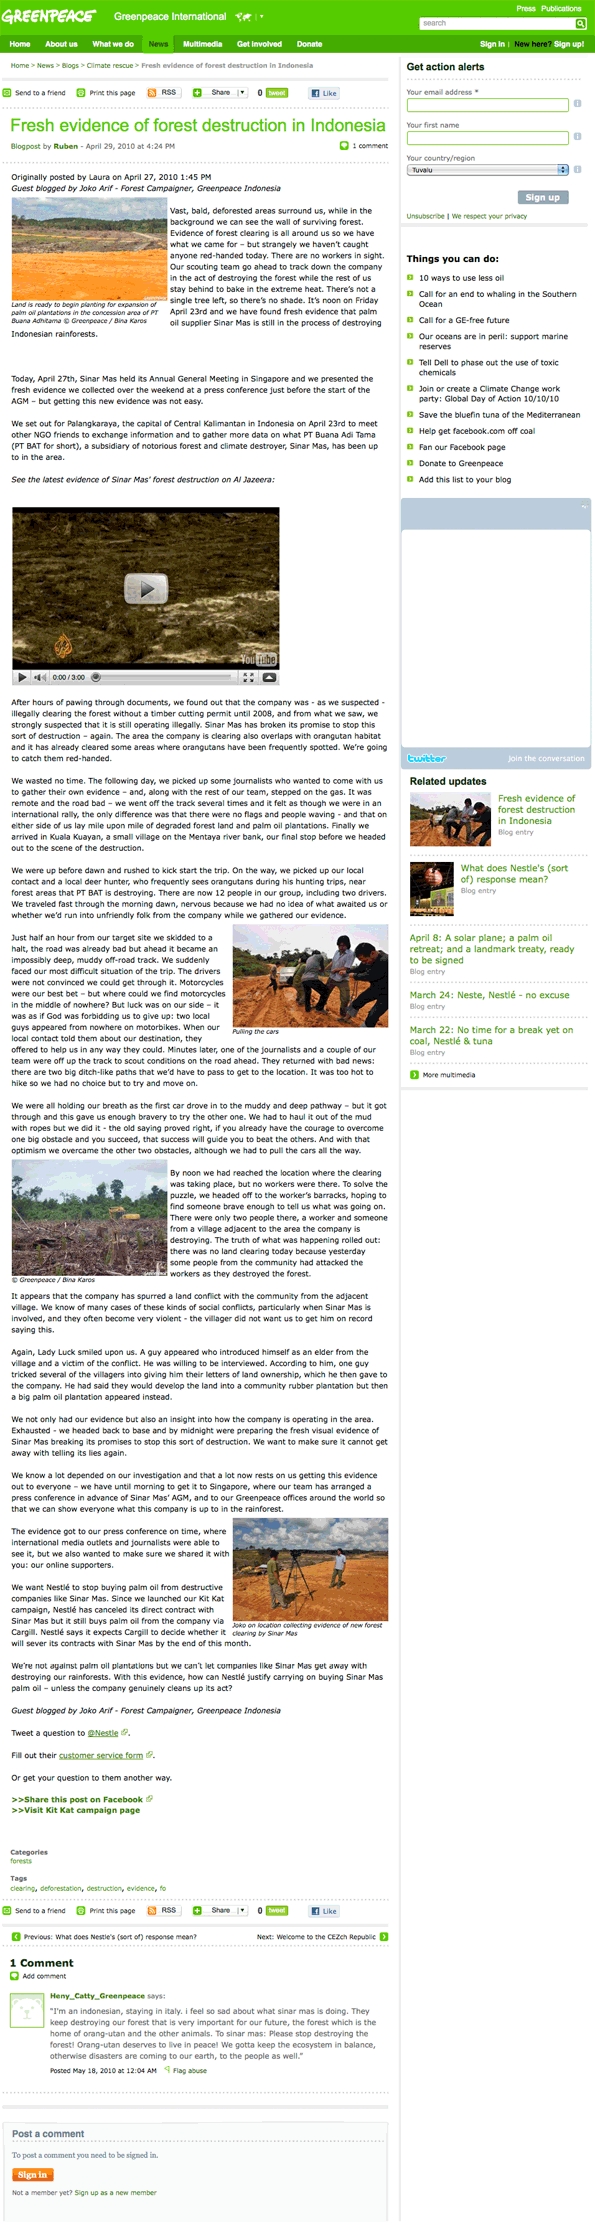 GREENPEACE
Greenpeace International
Press Publications
search
Home About us What we do News Multimedia Get involved Donate
Sign in | New here? Sign up!
Home > News > Blogs > Climate rescue > Fresh evidence of forest destruction in Indonesia
Send to a friend Print this page RSS Share 0 tweet Like
Fresh evidence of forest destruction in Indonesia
Blogpost by Ruben - April 29, 2010 at 4:24 PM
1 comment
Originally posted by Laura on April 27, 2010 1:45 PM
Guest blogged by Joko Arif - Forest Campaigner, Greenpeace Indonesia
Vast, bald, deforested areas surround us, while in the
background we can see the wall of surviving forest.
Evidence of forest clearing is all around us so we have
what we came for – but strangely we haven't caught
anyone red-handed today. There are no workers in sight.
Our scouting team go ahead to track down the company
in the act of destroying the forest while the rest of us
stay behind to bake in the extreme heat. There's not a
single tree left, so there's no shade. It's noon on Friday
April 23rd and we have found fresh evidence that palm
oil supplier Sinar Mas is still in the process of destroying
Indonesian rainforests.
Land is ready to begin planting for expansion of
palm oil plantations in the concession area of PT
Buana Adhitama © Greenpeace / Bina Karos
Today, April 27th, Sinar Mas held its Annual General Meeting in Singapore and we presented the
fresh evidence we collected over the weekend at a press conference just before the start of the
AGM – but getting this new evidence was not easy.
We set out for Palangkaraya, the capital of Central Kalimantan in Indonesia on April 23rd to meet
other NGO friends to exchange information and to gather more data on what PT Buana Adi Tama
(PT BAT for short), a subsidiary of notorious forest and climate destroyer, Sinar Mas, has been up
to in the area.
See the latest evidence of Sinar Mas' forest destruction on Al Jazeera:
YouTube
0:00 / 3:00
After hours of pawing through documents, we found out that the company was - as we suspected -
illegally clearing the forest without a timber cutting permit until 2008, and from what we saw, we
strongly suspected that it is still operating illegally. Sinar Mas has broken its promise to stop this
sort of destruction – again. The area the company is clearing also overlaps with orangutan habitat
and it has already cleared some areas where orangutans have been frequently spotted. We're going
to catch them red-handed.
We wasted no time. The following day, we picked up some journalists who wanted to come with us
to gather their own evidence – and, along with the rest of our team, stepped on the gas. It was
remote and the road bad – we went off the track several times and it felt as though we were in an
international rally, the only difference was that there were no flags and people waving - and that on
either side of us lay mile upon mile of degraded forest land and palm oil plantations. Finally we
arrived in Kuala Kuayan, a small village on the Mentaya river bank, our final stop before we headed
out to the scene of the destruction.
We were up before dawn and rushed to kick start the trip. On the way, we picked up our local
contact and a local deer hunter, who frequently sees orangutans during his hunting trips, near
forest areas that PT BAT is destroying. There are now 12 people in our group, including two drivers.
We traveled fast through the morning dawn, nervous because we had no idea of what awaited us or
whether we'd run into unfriendly folk from the company while we gathered our evidence.
Just half an hour from our target site we skidded to a
halt, the road was already bad but ahead it became an
impossibly deep, muddy off-road track. We suddenly
faced our most difficult situation of the trip. The drivers
were not convinced we could get through it. Motorcycles
were our best bet – but where could we find motorcycles
in the middle of nowhere? But luck was on our side – it
was as if God was forbidding us to give up: two local
guys appeared from nowhere on motorbikes. When our
local contact told them about our destination, they
offered to help us in any way they could. Minutes later, one of the journalists and a couple of our
team were off up the track to scout conditions on the road ahead. They returned with bad news:
there are two big ditch-like paths that we'd have to pass to get to the location. It was too hot to
hike so we had no choice but to try and move on.
Pulling the cars
We were all holding our breath as the first car drove in to the muddy and deep pathway – but it got
through and this gave us enough bravery to try the other one. We had to haul it out of the mud
with ropes but we did it - the old saying proved right, if you already have the courage to overcome
one big obstacle and you succeed, that success will guide you to beat the others. And with that
optimism we overcame the other two obstacles, although we had to pull the cars all the way.
By noon we had reached the location where the clearing
was taking place, but no workers were there. To solve the
puzzle, we headed off to the worker's barracks, hoping to
find someone brave enough to tell us what was going on.
There were only two people there, a worker and someone
from a village adjacent to the area the company is
destroying. The truth of what was happening rolled out:
there was no land clearing today because yesterday
some people from the community had attacked the
workers as they destroyed the forest.
© Greenpeace / Bina Karos
It appears that the company has spurred a land conflict with the community from the adjacent
village. We know of many cases of these kinds of social conflicts, particularly when Sinar Mas is
involved, and they often become very violent - the villager did not want us to get him on record
saying this.
Again, Lady Luck smiled upon us. A guy appeared who introduced himself as an elder from the
village and a victim of the conflict. He was willing to be interviewed. According to him, one guy
tricked several of the villagers into giving him their letters of land ownership, which he then gave to
the company. He had said they would develop the land into a community rubber plantation but then
a big palm oil plantation appeared instead.
We not only had our evidence but also an insight into how the company is operating in the area.
Exhausted - we headed back to base and by midnight were preparing the fresh visual evidence of
Sinar Mas breaking its promises to stop this sort of destruction. We want to make sure it cannot get
away with telling its lies again.
We know a lot depended on our investigation and that a lot now rests on us getting this evidence
out to everyone – we have until morning to get it to Singapore, where our team has arranged a
press conference in advance of Sinar Mas' AGM, and to our Greenpeace offices around the world so
that we can show everyone what this company is up to in the rainforest.
The evidence got to our press conference on time, where
international media outlets and journalists were able to
see it, but we also wanted to make sure we shared it with
you: our online supporters.
We want Nestlé to stop buying palm oil from destructive
companies like Sinar Mas. Since we launched our Kit Kat
campaign, Nestlé has canceled its direct contract with
Sinar Mas but it still buys palm oil from the company via
Cargill. Nestlé says it expects Cargill to decide whether it
will sever its contracts with Sinar Mas by the end of this month.
Joko on location collecting evidence of new forest
clearing by Sinar Mas
We're not against palm oil plantations but we can't let companies like Sinar Mas get away with
destroying our rainforests. With this evidence, how can Nestlé justify carrying on buying Sinar Mas
palm oil – unless the company genuinely cleans up its act?
Guest blogged by Joko Arif - Forest Campaigner, Greenpeace Indonesia
Tweet a question to @Nestle.
Fill out their customer service form.
Or get your question to them another way.
>>Share this post on Facebook
>>Visit Kit Kat campaign page
Categories
forests
Tags
clearing, deforestation, destruction, evidence, fo
Send to a friend Print this page RSS Share 0 tweet Like
Previous: What does Nestle's (sort of) response mean?
Next: Welcome to the CEZch Republic
1 Comment
Add comment
Heny_Catty_Greenpeace says:
"I'm an indonesian, staying in italy. i feel so sad about what sinar mas is doing. They
keep destroying our forest that is very important for our future, the forest which is the
home of orang-utan and the other animals. To sinar mas: Please stop destroying the
forest! Orang-utan deserves to live in peace! We gotta keep the ecosystem in balance,
otherwise disasters are coming to our earth, to the people as well."
Posted May 18, 2010 at 12:04 AM Flag abuse
Post a comment
To post a comment you need to be signed in.
Sign in
Not a member yet? Sign up as a new member
Get action alerts
Your email address *
Your first name
Your country/region
Tuvalu
Sign up
Unsubscribe | We respect your privacy
Things you can do:
10 ways to use less oil
Call for an end to whaling in the Southern
Ocean
Call for a GE-free future
Our oceans are in peril: support marine
reserves
Tell Dell to phase out the use of toxic
chemicals
Join or create a Climate Change work
party: Global Day of Action 10/10/10
Save the bluefin tuna of the Mediterranean
Help get facebook.com off coal
Fan our Facebook page
Donate to Greenpeace
Add this list to your blog
twitter
Join the conversation
Related updates
Fresh evidence of
forest destruction
in Indonesia
Blog entry
What does Nestle's (sort
of) response mean?
Blog entry
April 8: A solar plane; a palm oil
retreat; and a landmark treaty, ready
to be signed
Blog entry
March 24: Neste, Nestlé - no excuse
Blog entry
March 22: No time for a break yet on
coal, Nestlé & tuna
Blog entry
More multimedia